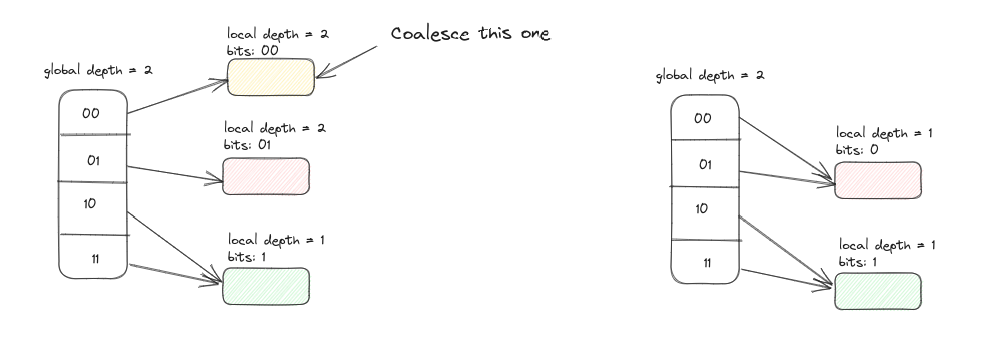 local depth = 2
bits: 00
Coalesce this one
global depth = 2
00
01
10
11
local depth = 2
bits: 01
local depth = 1
bits: 1
global depth = 2
00
01
10
11
local depth = 1
bits: 0
local depth = 1
bits: 1